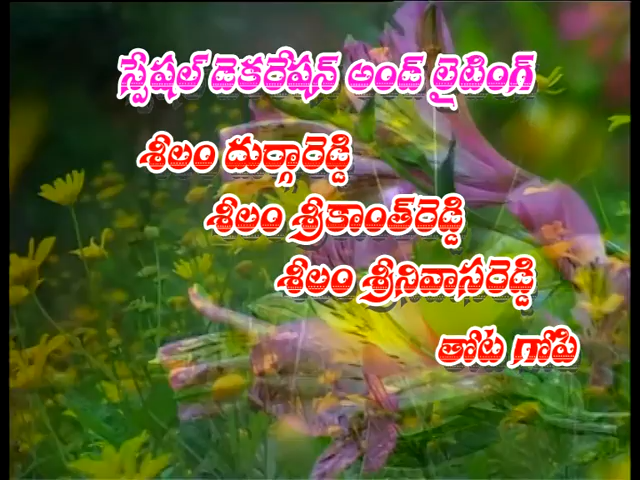 స్పేషల్ డెకరేషన్ అండ్ లైటింగ్
శీలం దుర్గారెడ్డి
శీలం శ్రీకాంత్‌రెడ్డి
శీలం శ్రీనివాసరెడ్డి
తోట గోపి